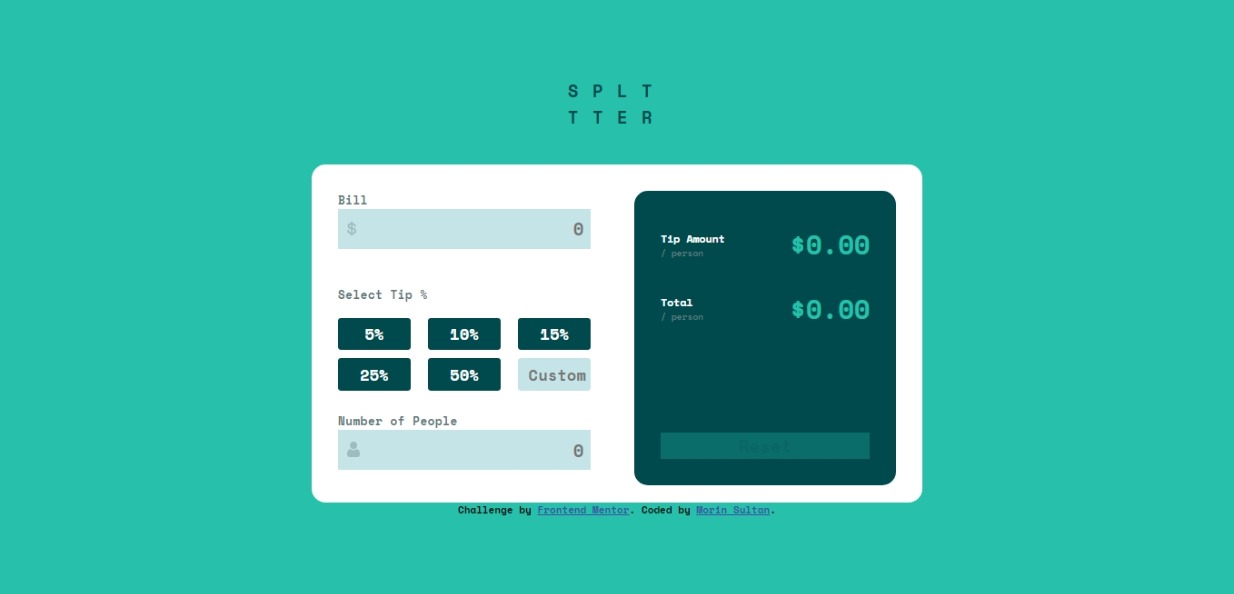 S P L T
T T E R
Bill
$ 0
Select Tip %
5% 10% 15%
25% 50% Custom
Number of People
0
Tip Amount
/ person
$0.00
Total
/ person
$0.00
Reset
Challenge by Frontend Mentor. Coded by Morin Sultan.